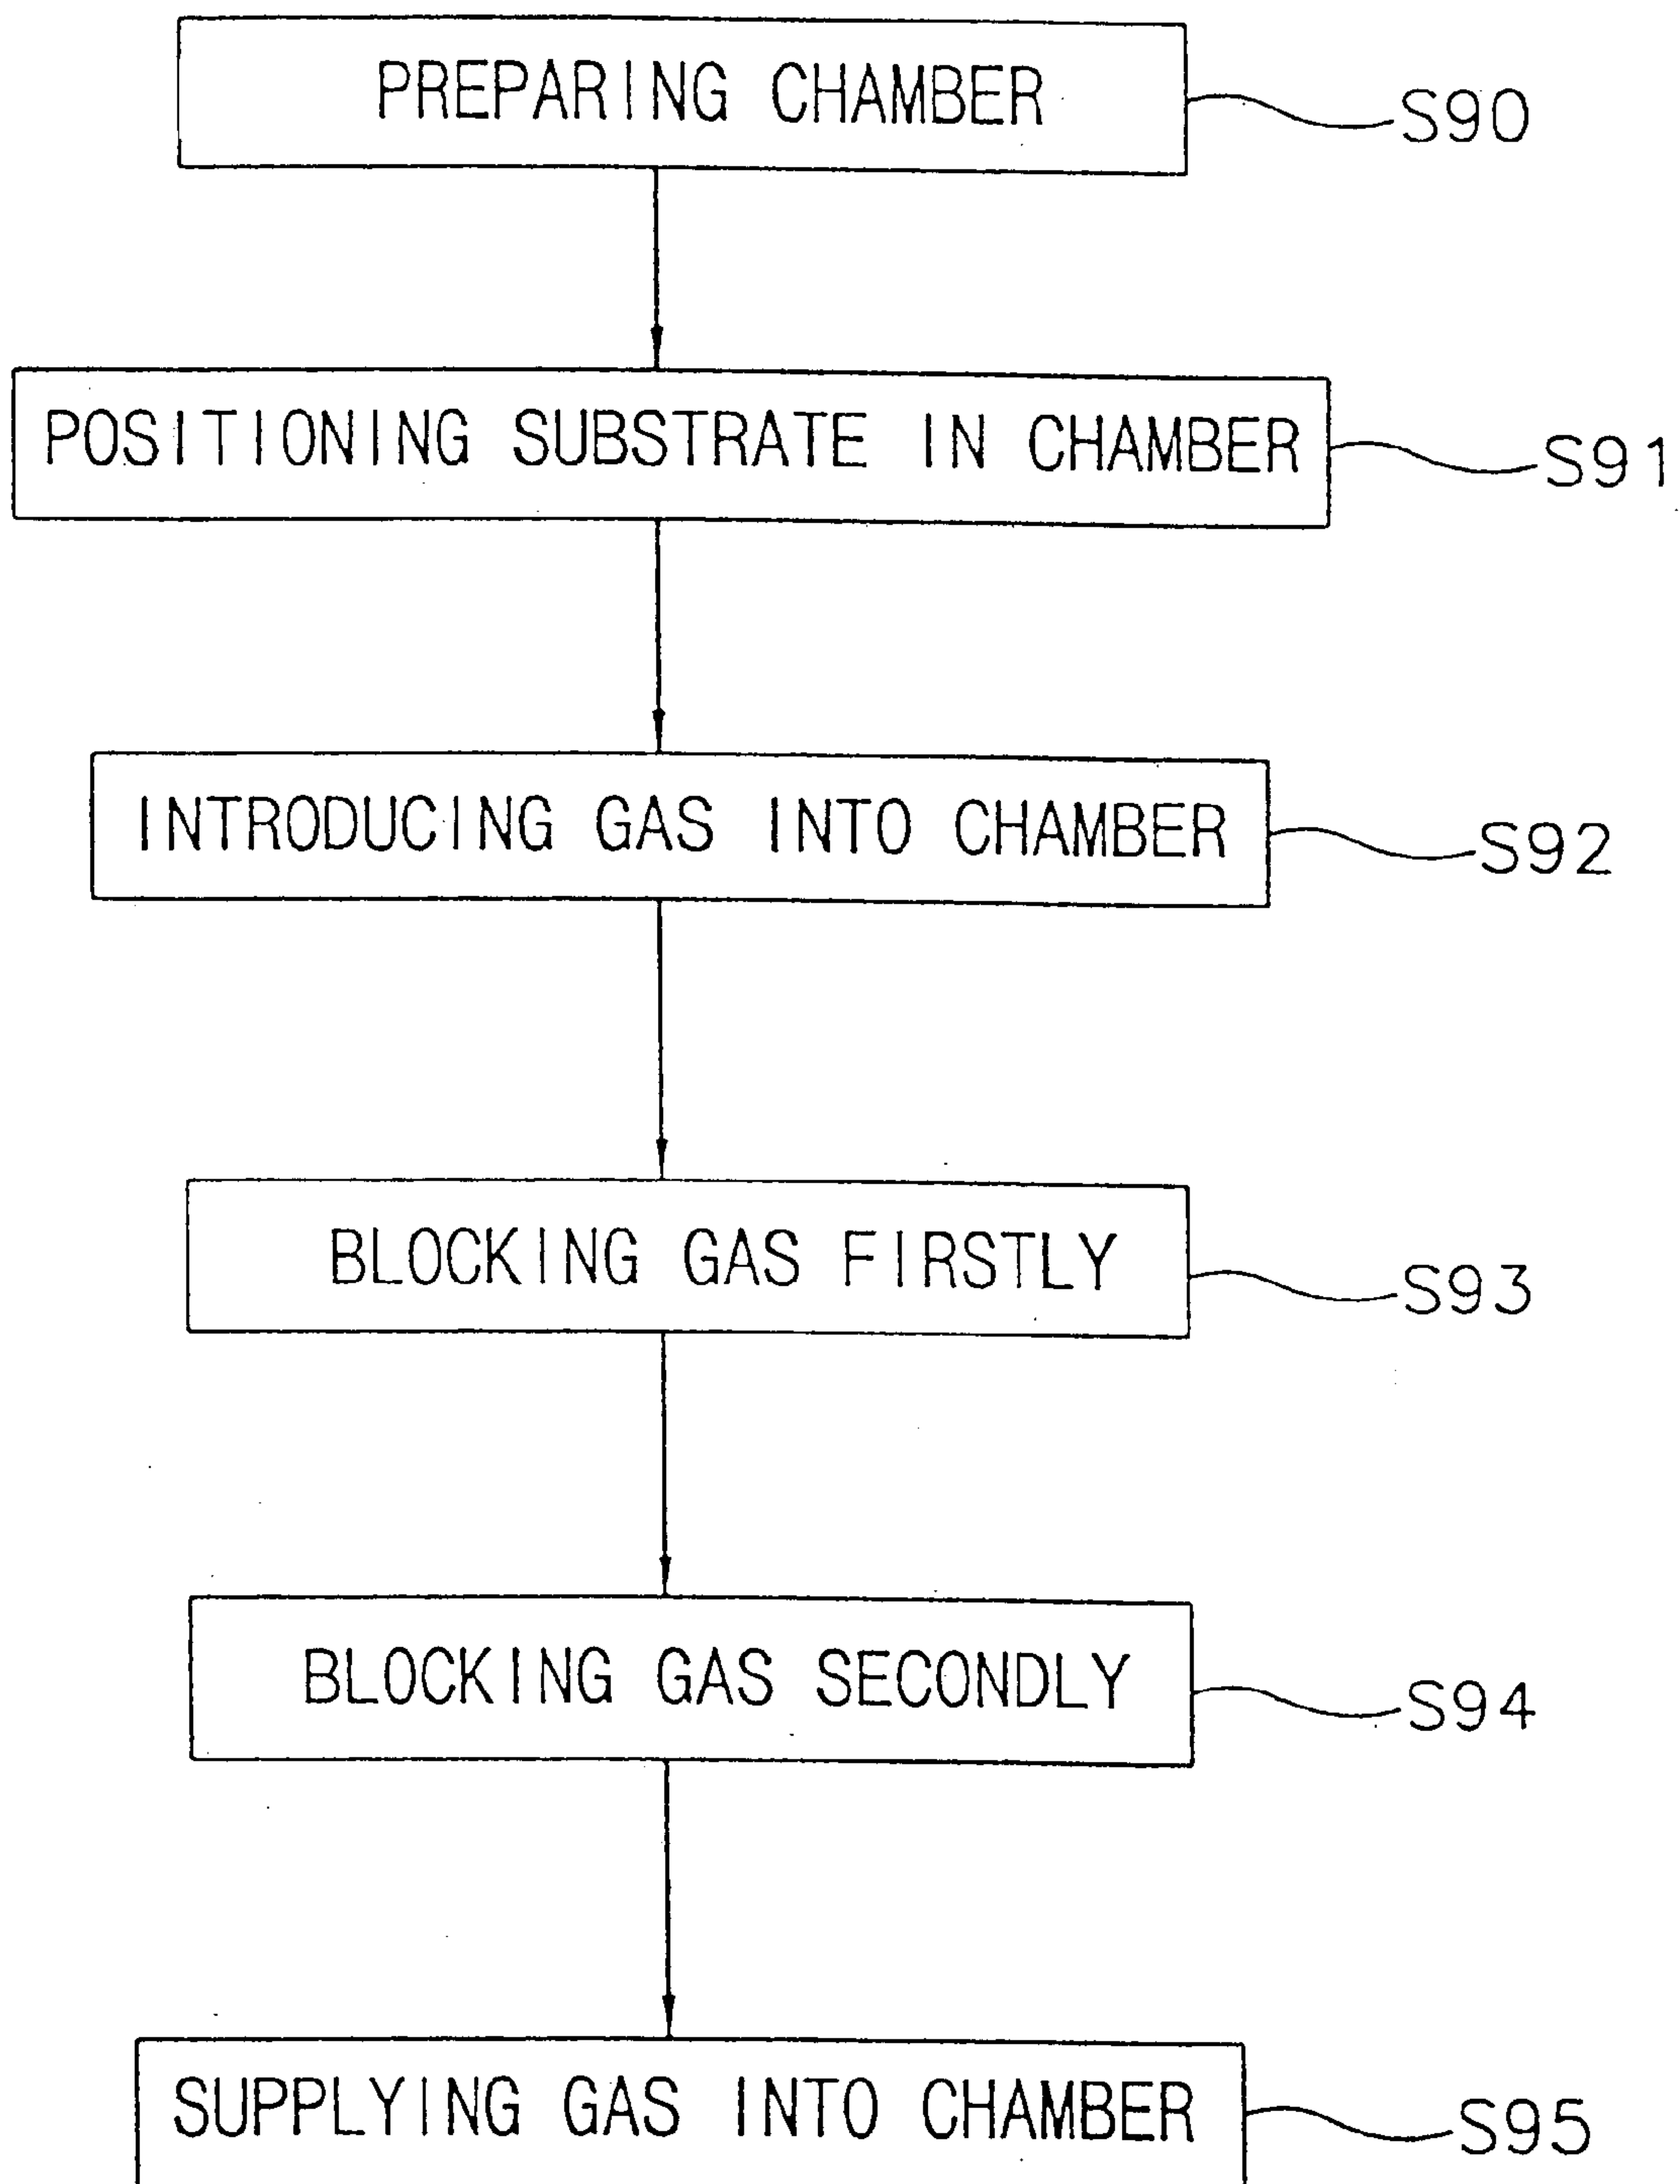 PREPARING CHAMBER
S90
POSITIONING SUBSTRATE IN CHAMBER
S91
INTRODUCING GAS INTO CHAMBER
S92
BLOCKING GAS FIRSTLY
S93
BLOCKING GAS SECONDLY
S94
SUPPLYING GAS INTO CHAMBER
S95